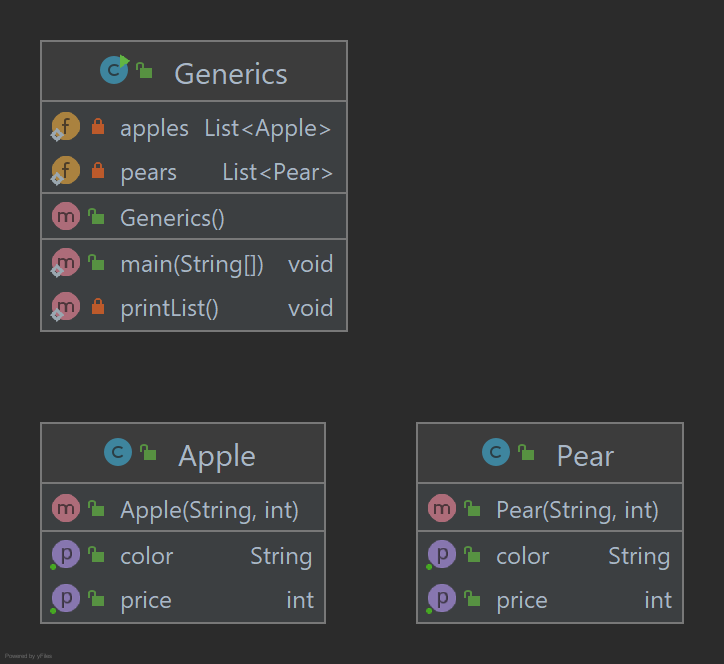 Generics
apples List<Apple>
pears List<Pear>
Generics()
main(String[]) void
printList() void
Apple
Apple(String, int)
color String
price int
Pear
Pear(String, int)
color String
price int
Powered by yFiles